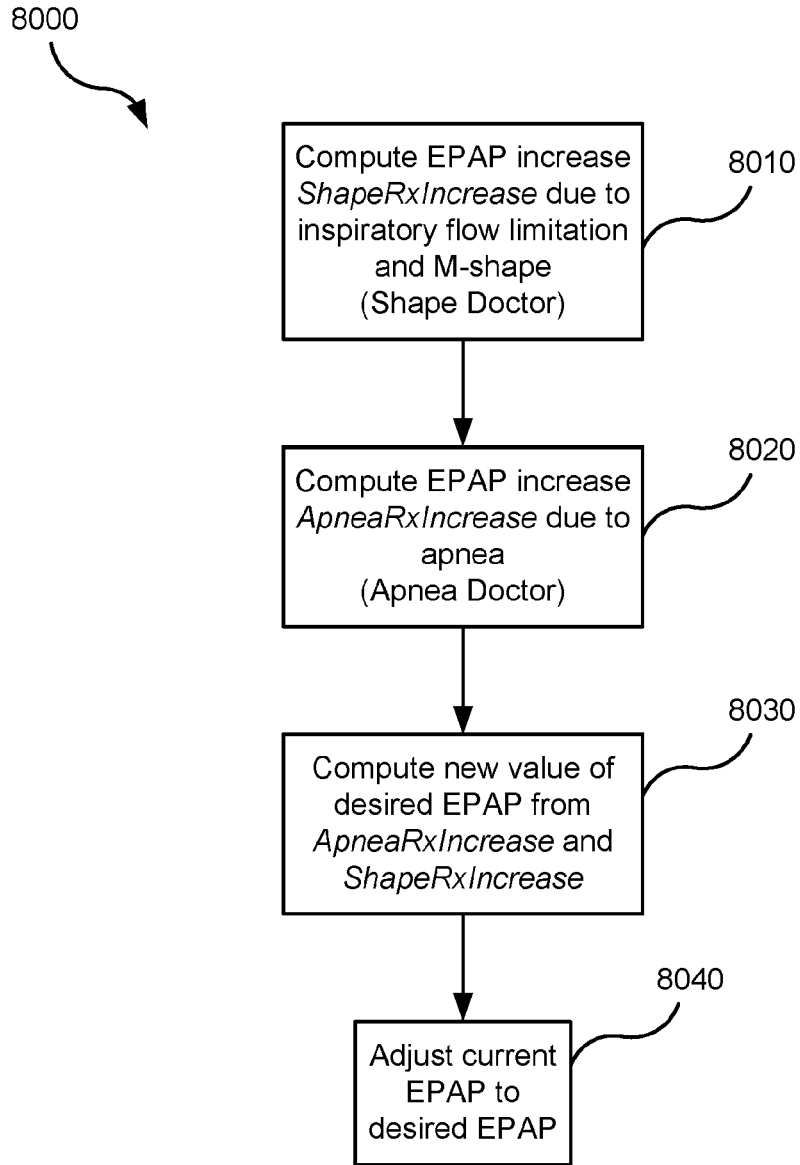 8000
Compute EPAP increase
ShapeRxIncrease due to
inspiratory flow limitation
and M-shape
(Shape Doctor)
8010
Compute EPAP increase
ApneaRxIncrease due to
apnea
(Apnea Doctor)
8020
Compute new value of
desired EPAP from
ApneaRxIncrease and
ShapeRxIncrease
8030
Adjust current
EPAP to
desired EPAP
8040